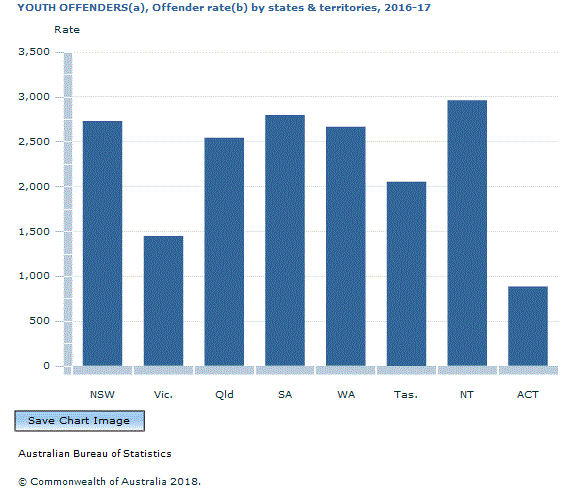 YOUTH OFFENDERS(a), Offender rate(b) by states & territories, 2016-17
Rate
3,500
3,000
2,500
2,000
1,500
1,000
500
0
NSW Vic. Qld SA WA Tas. NT ACT
Save Chart Image
Australian Bureau of Statistics
© Commonwealth of Australia 2018.